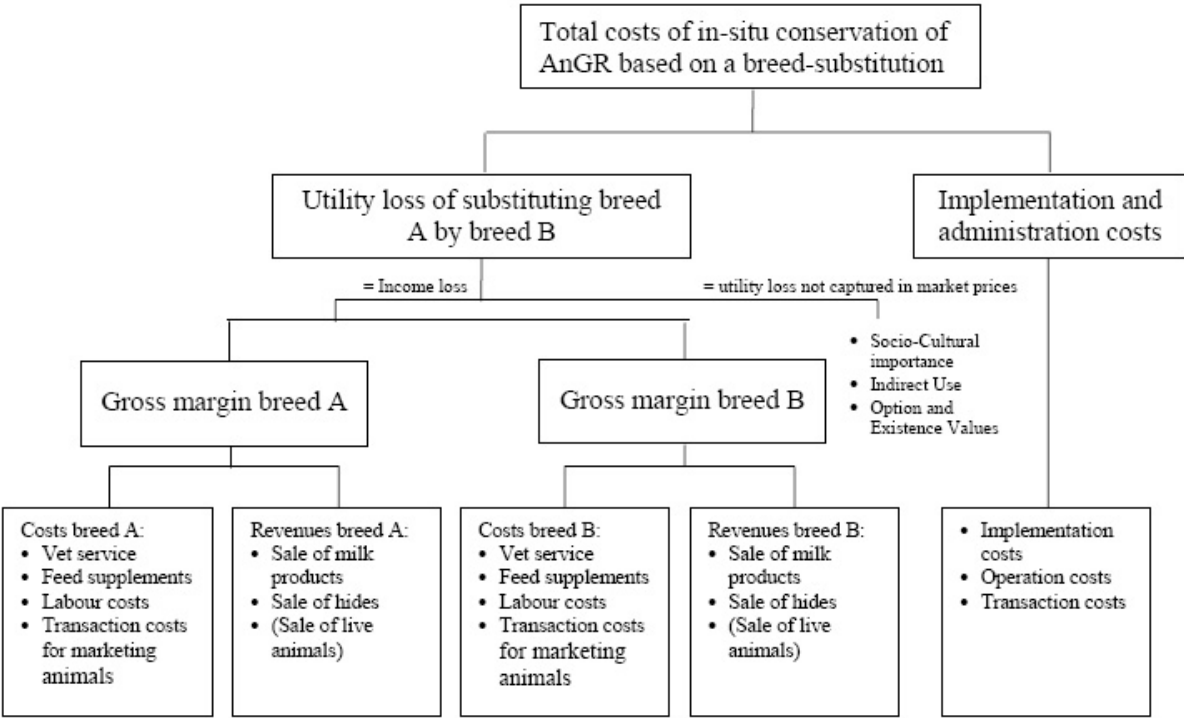 Total costs of in-situ conservation of
AnGR based on a breed-substitution
Utility loss of substituting breed
A by breed B
Implementation and
administration costs
= Income loss
= utility loss not captured in market prices
• Socio-Cultural
importance
• Indirect Use
• Option and
Existence Values
Gross margin breed A
Gross margin breed B
Costs breed A:
• Vet service
• Feed supplements
• Labour costs
• Transaction costs
for marketing
animals
Revenues breed A:
• Sale of milk
products
• Sale of hides
• (Sale of live
animals)
Costs breed B:
• Vet service
• Feed supplements
• Labour costs
• Transaction costs
for marketing
animals
Revenues breed B:
• Sale of milk
products
• Sale of hides
• (Sale of live
animals)
• Implementation
costs
• Operation costs
• Transaction costs